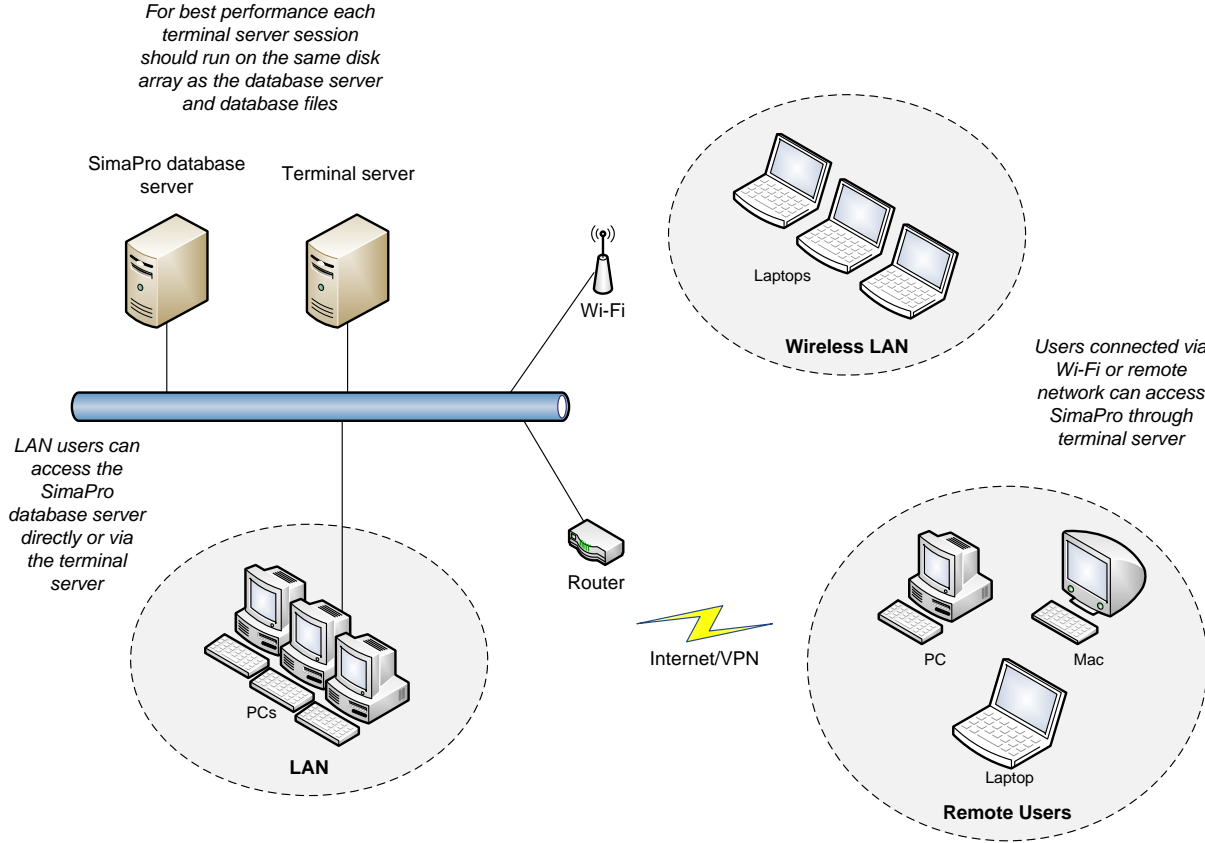 For best performance each
terminal server session
should run on the same disk
array as the database server
and database files
SimaPro database
server
Terminal server
Wi-Fi
Laptops
Wireless LAN
Users connected via
Wi-Fi or remote
network can access
SimaPro through
terminal server
LAN users can
access the
SimaPro
database server
directly or via
the terminal
server
Router
PCs
LAN
Internet/VPN
PC
Mac
Laptop
Remote Users